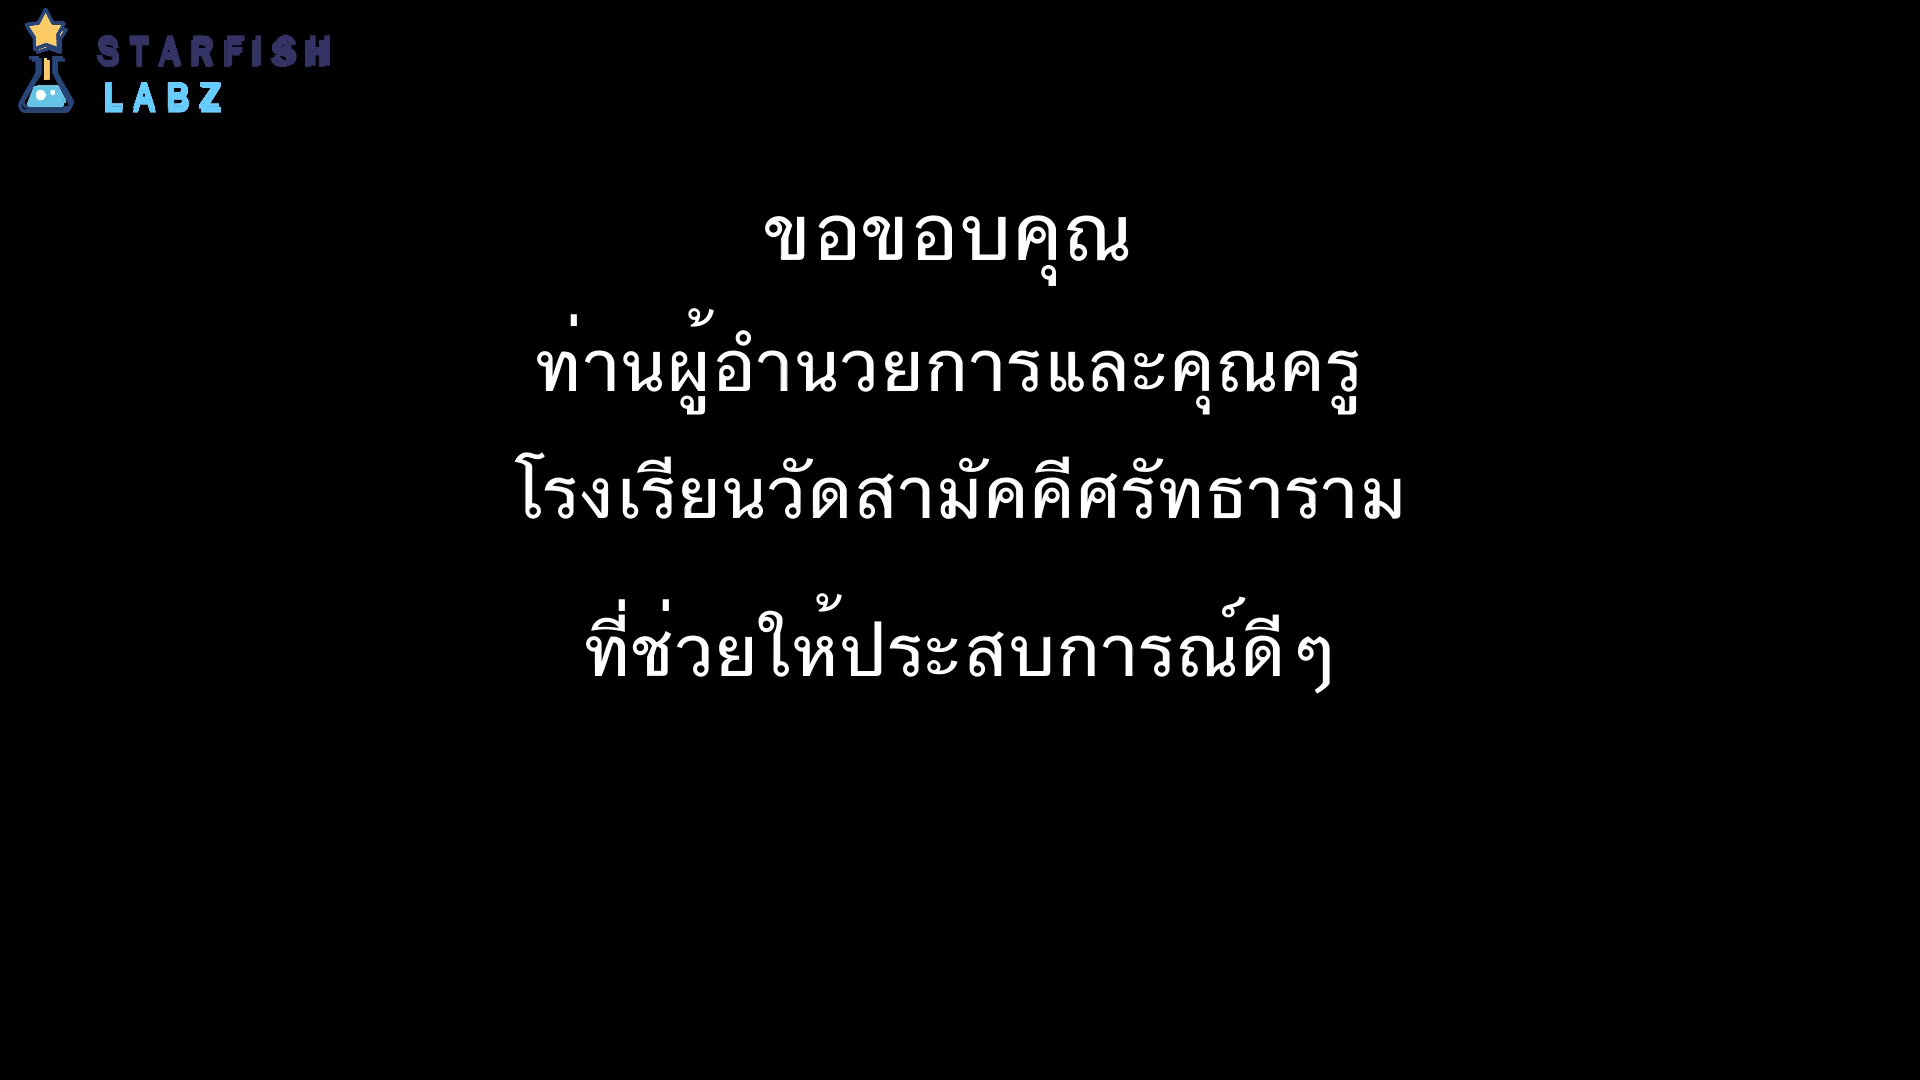 STARFISH
LABZ
ขอขอบคุณ
ท่านผู้อำนวยการและคุณครู
โรงเรียนวัดสามัคคีศรัทธาราม
ที่ช่วยให้ประสบการณ์ดีๆ